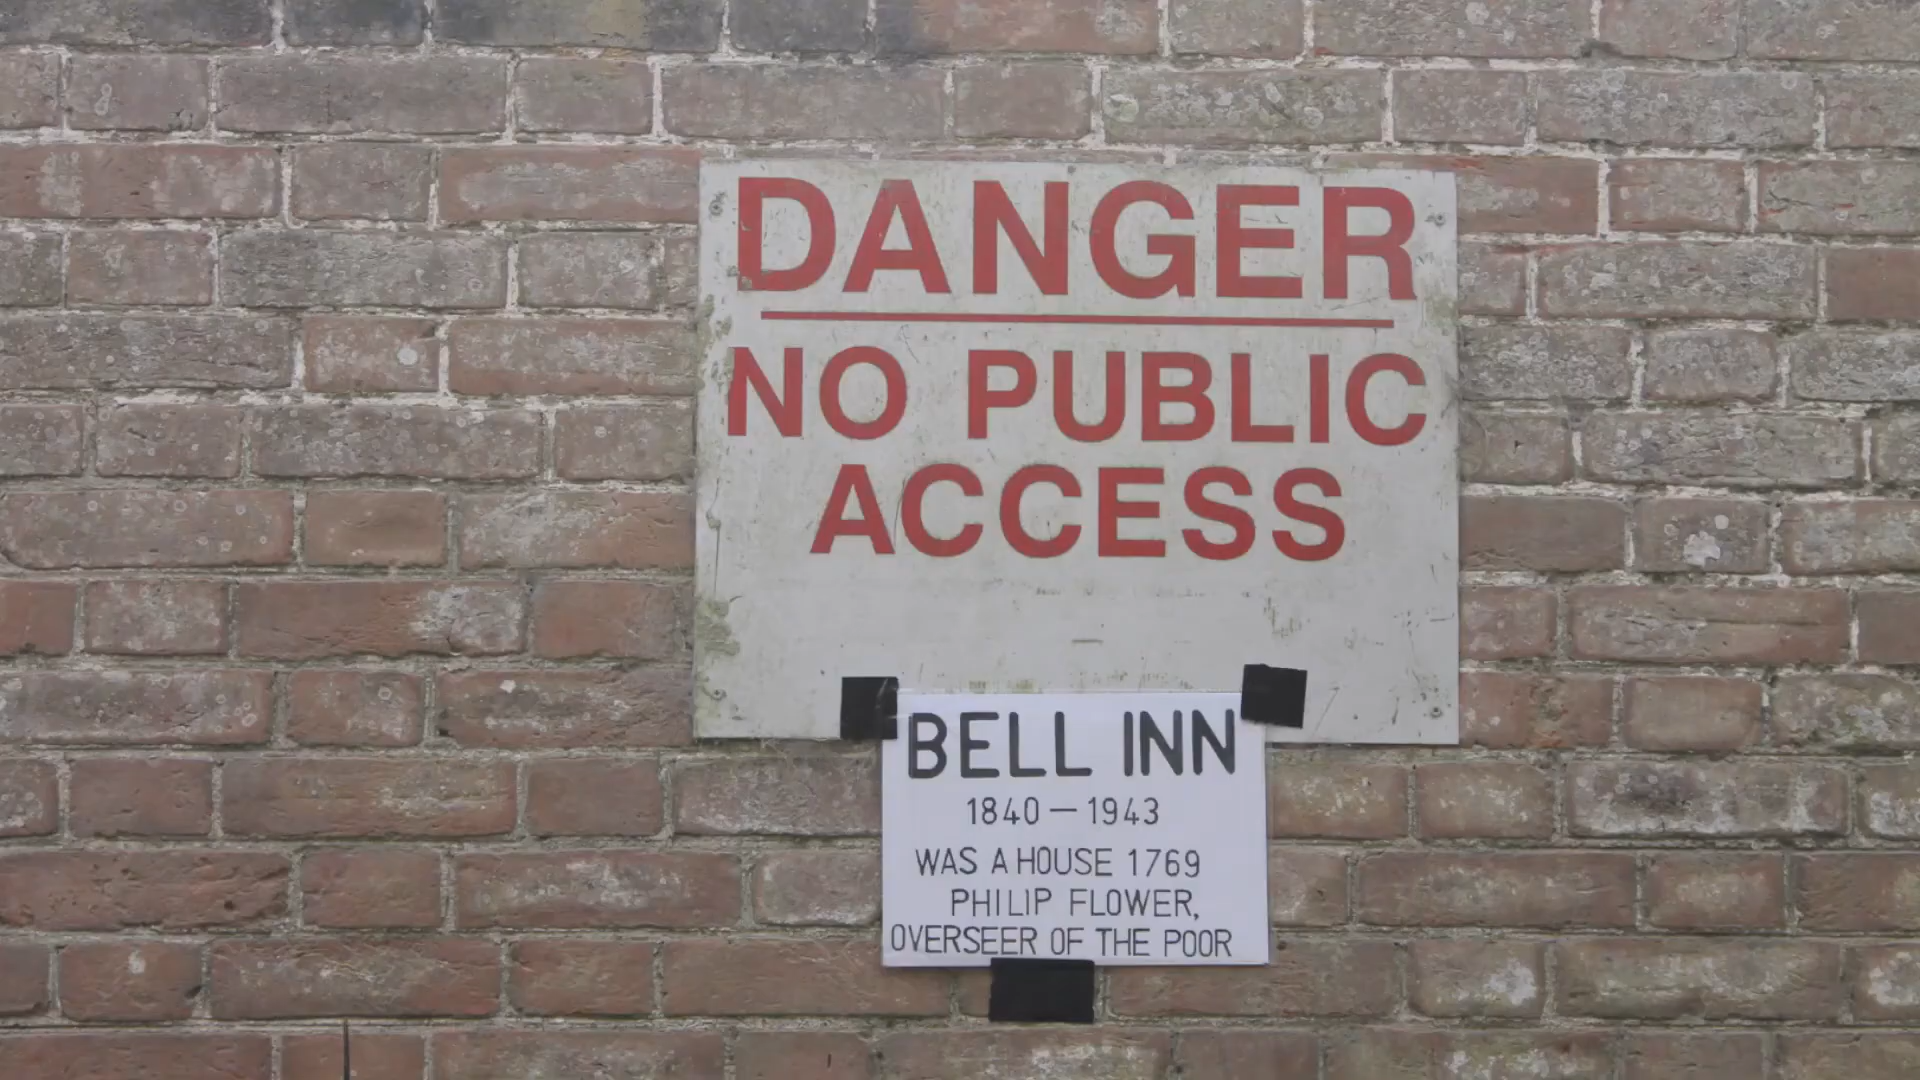 DANGER
NO PUBLIC
ACCESS
BELL INN
1840 — 1943
WAS A HOUSE 1769
PHILIP FLOWER,
OVERSEER OF THE POOR